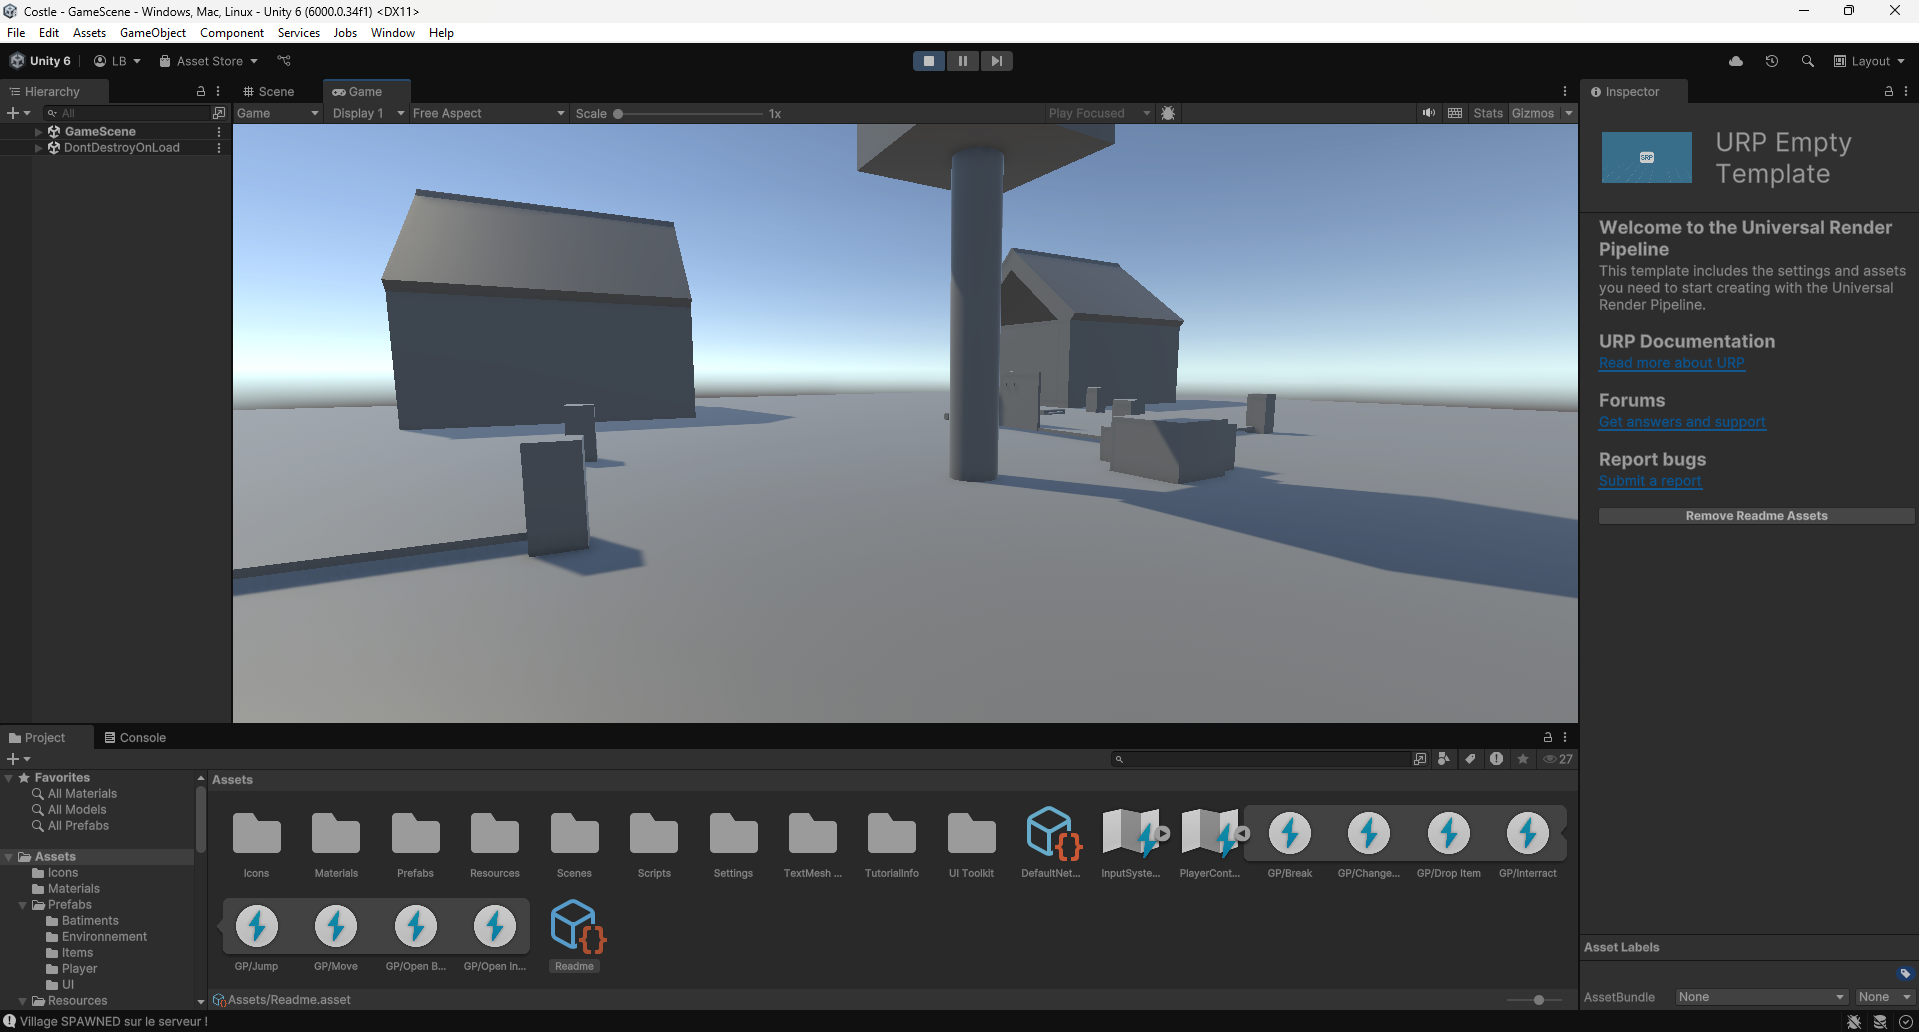 Costle - GameScene - Windows, Mac, Linux - Unity 6 (6000.0.34f1) <DX11>
File Edit Assets GameObject Component Services Jobs Window Help
Unity 6 LB Asset Store Layout
Hierarchy Scene Game Inspector
All Game Display 1 Free Aspect Scale 1x Play Focused Stats Gizmos
GameScene
DontDestroyOnLoad
SRP
URP Empty
Template
Welcome to the Universal Render
Pipeline
This template includes the settings and assets
you need to start creating with the Universal
Render Pipeline.
URP Documentation
Read more about URP
Forums
Get answers and support
Report bugs
Submit a report
Remove Readme Assets
Project Console
27
Favorites
All Materials
All Models
All Prefabs
Assets
Icons
Materials
Prefabs
Batiments
Environnement
Items
Player
UI
Resources
Assets
Icons Materials Prefabs Resources Scenes Scripts Settings TextMesh ... TutorialInfo UI Toolkit DefaultNet... InputSyste... PlayerCont... GP/Break GP/Change... GP/Drop Item GP/Interract
GP/Jump GP/Move GP/Open B... GP/Open In... Readme
Assets/Readme.asset
Asset Labels
AssetBundle None None
Village SPAWNED sur le serveur !